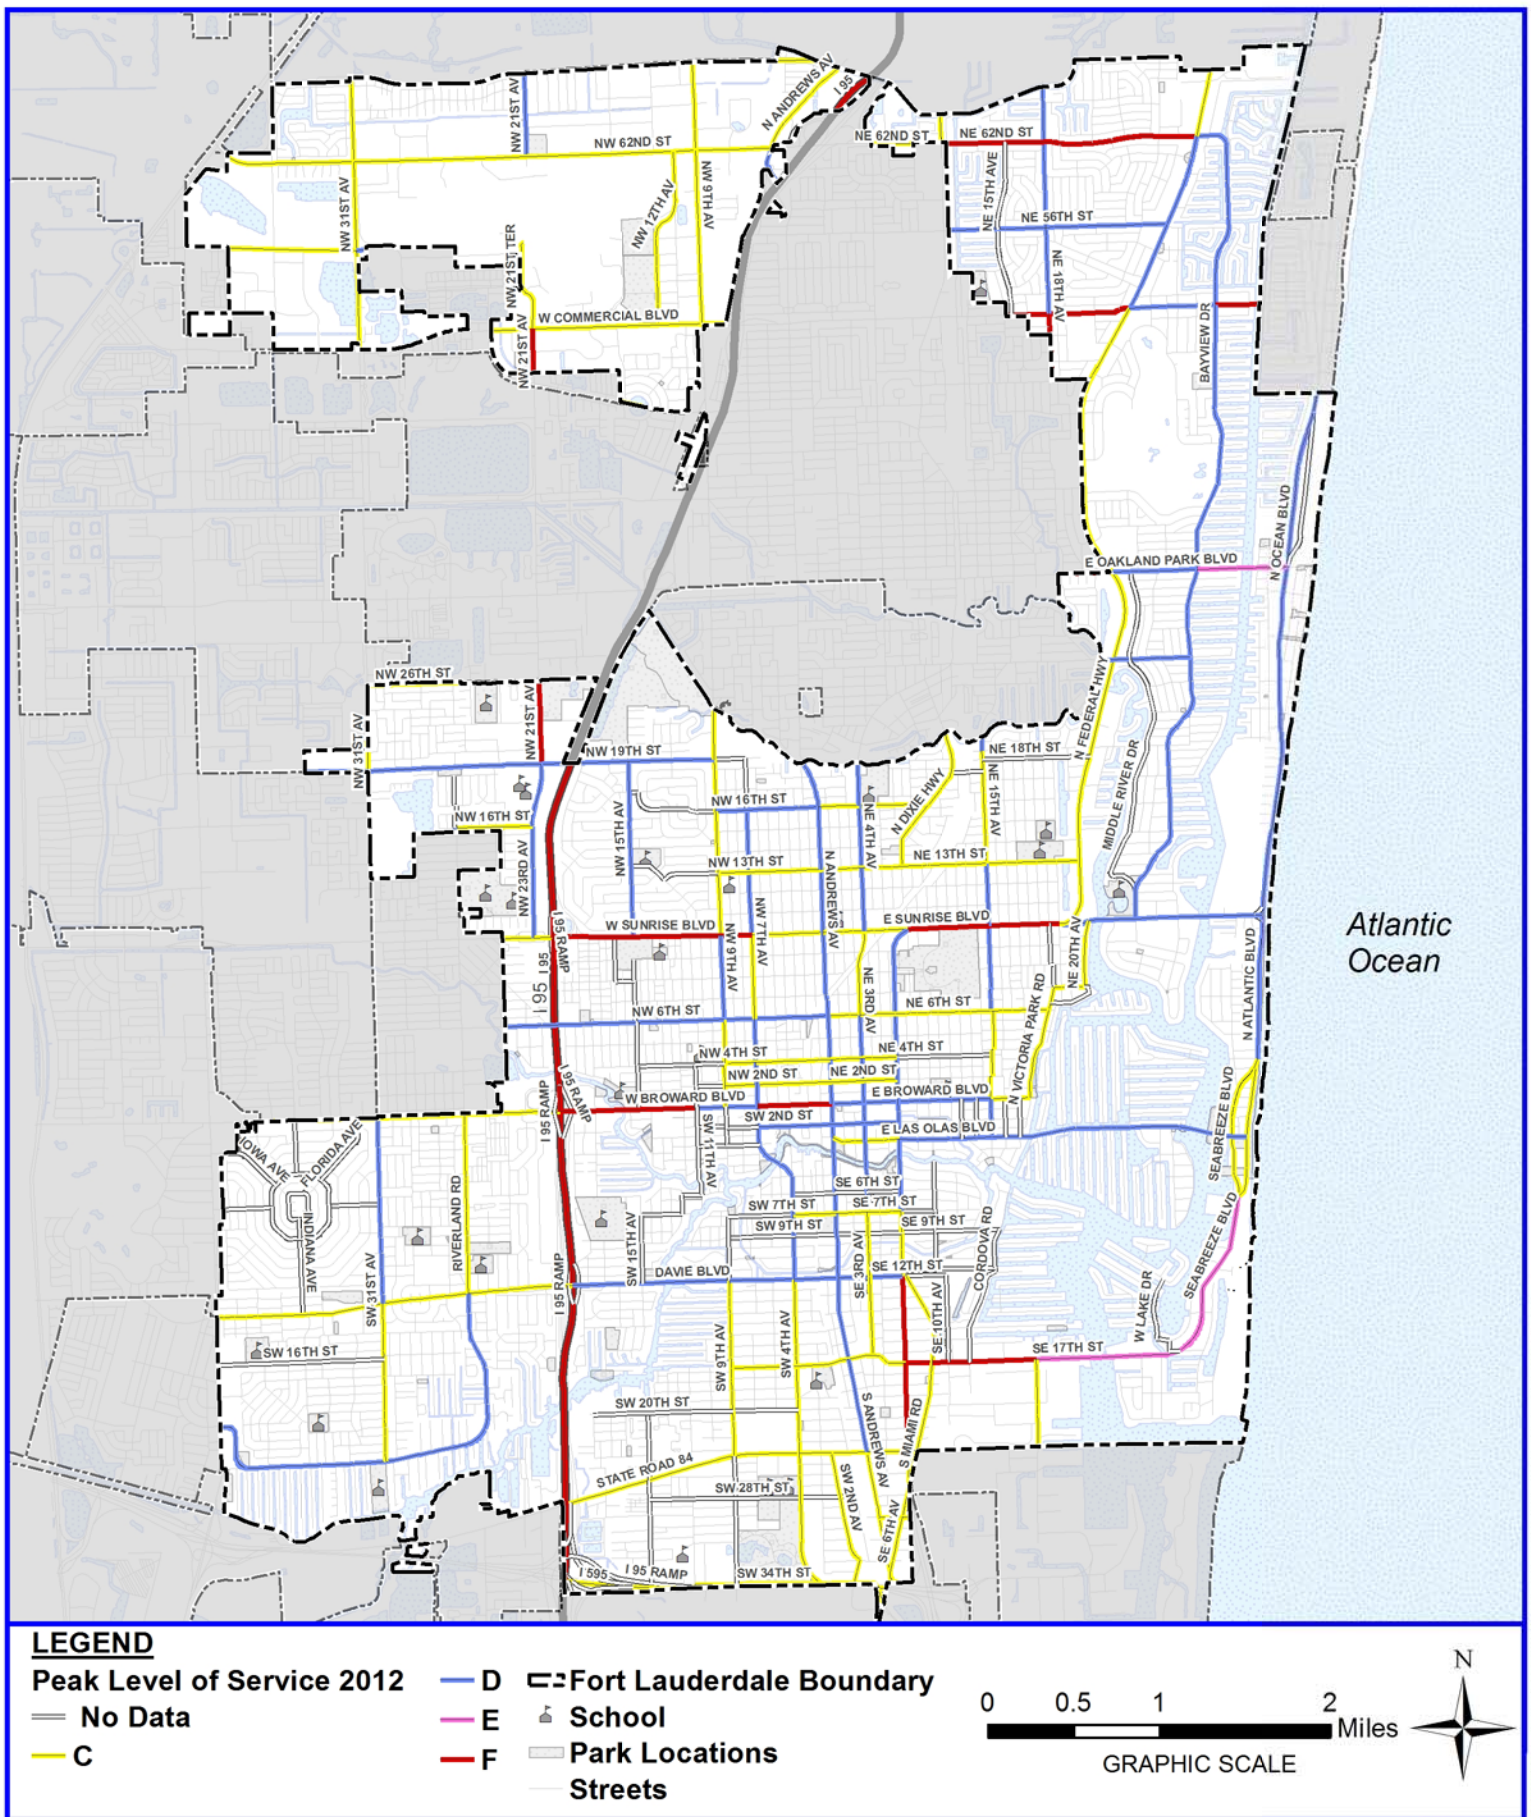 N ANDREWS AV
I 95
NW 21ST AV
NW 62ND ST
NE 62ND ST
NE 62ND ST
NW 31ST AV
NW 12TH AV
NW 9TH AV
NE 15TH AVE
NE 56TH ST
NW 21ST TER
NE 18TH AV
W COMMERCIAL BLVD
NW 21ST AV
BAYVIEW DR
N OCEAN BLVD
E OAKLAND PARK BLVD
NW 26TH ST
NW 31ST AV
NW 21ST AV
N FEDERAL HWY
NW 19TH ST
NE 18TH ST
MIDDLE RIVER DR
NW 16TH ST
NW 15TH AV
NW 16TH ST
NE 4TH AV
N DIXIE HWY
NE 15TH AV
NW 23RD AV
NW 13TH ST
NE 13TH ST
N ANDREWS AV
I 95 RAMP
W SUNRISE BLVD
E SUNRISE BLVD
NW 9TH AV
NW 7TH AV
NE 20TH AV
Atlantic
Ocean
I 95
I 95
NE 3RD AV
N ATLANTIC BLVD
NW 6TH ST
NE 6TH ST
N VICTORIA PARK RD
NW 4TH ST
NE 4TH ST
NW 2ND ST
NE 2ND ST
I 95 RAMP
I 95 RAMP
W BROWARD BLVD
E BROWARD BLVD
SW 2ND ST
E LAS OLAS BLVD
SEABREEZE BLVD
IOWA AVE
FLORIDA AVE
SW 11TH AV
SE 6TH ST
RIVERLAND RD
SW 7TH ST
SE 7TH ST
SW 9TH ST
SE 9TH ST
INDIANA AVE
SW 31ST AV
SW 15TH AV
I 95 RAMP
DAVIE BLVD
SE 3RD AV
SE 12TH ST
CORDOVA RD
SEABREEZE BLVD
W LAKE DR
SE 10TH AV
SW 16TH ST
SW 9TH AV
SW 4TH AV
SE 17TH ST
SW 20TH ST
S ANDREWS AV
S MIAMI RD
STATE ROAD 84
SW 28TH ST
SW 2ND AV
SE 6TH AV
I 595
I 95 RAMP
SW 34TH ST
LEGEND
Peak Level of Service 2012
No Data
C
D
E
F
Fort Lauderdale Boundary
School
Park Locations
Streets
0 0.5 1 2
Miles
GRAPHIC SCALE
N